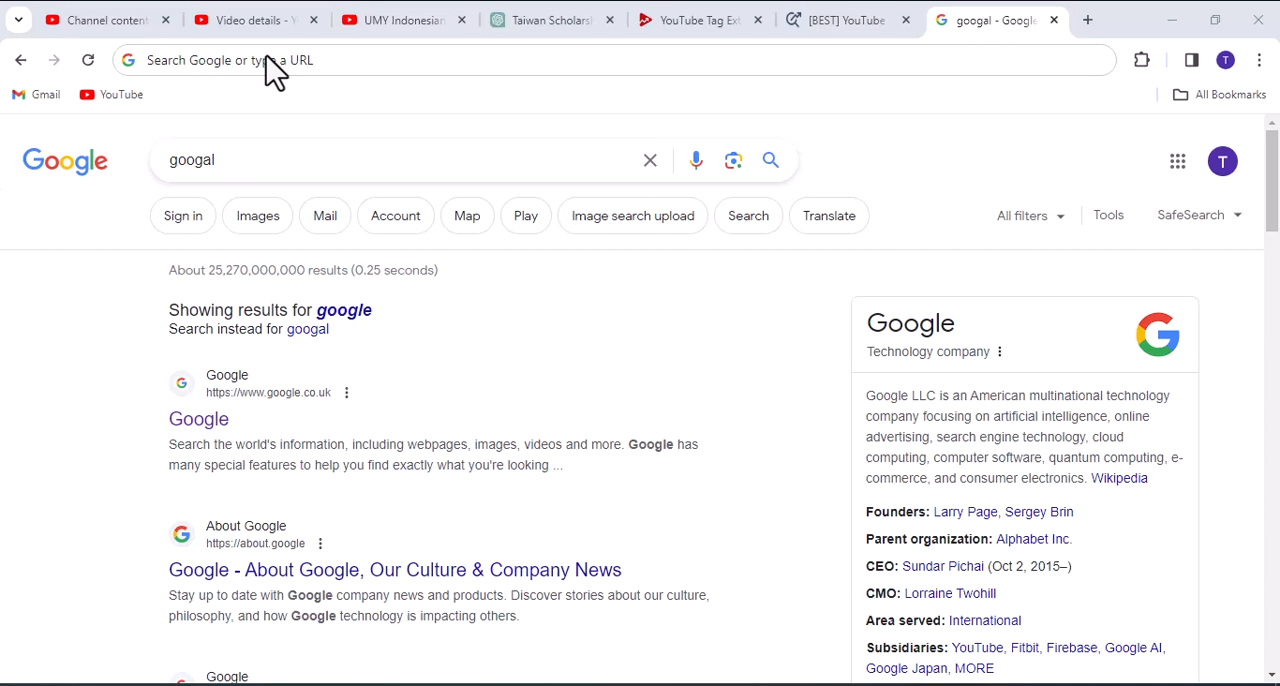 Channel content
Video details - Y
UMY Indonesian
Taiwan Scholars
YouTube Tag Ext
[BEST] YouTube
googal - Google
Search Google or type a URL
T
Gmail
YouTube
All Bookmarks
Google
googal
T
Sign in
Images
Mail
Account
Map
Play
Image search upload
Search
Translate
All filters
Tools
SafeSearch
About 25,270,000,000 results (0.25 seconds)
Showing results for google
Search instead for googal
Google
https://www.google.co.uk
Google
Search the world's information, including webpages, images, videos and more. Google has
many special features to help you find exactly what you're looking ...
About Google
https://about.google
Google - About Google, Our Culture & Company News
Stay up to date with Google company news and products. Discover stories about our culture,
philosophy, and how Google technology is impacting others.
Google
Google
Technology company
Google LLC is an American multinational technology
company focusing on artificial intelligence, online
advertising, search engine technology, cloud
computing, computer software, quantum computing, e-
commerce, and consumer electronics. Wikipedia
Founders: Larry Page, Sergey Brin
Parent organization: Alphabet Inc.
CEO: Sundar Pichai (Oct 2, 2015–)
CMO: Lorraine Twohill
Area served: International
Subsidiaries: YouTube, Fitbit, Firebase, Google AI,
Google Japan, MORE